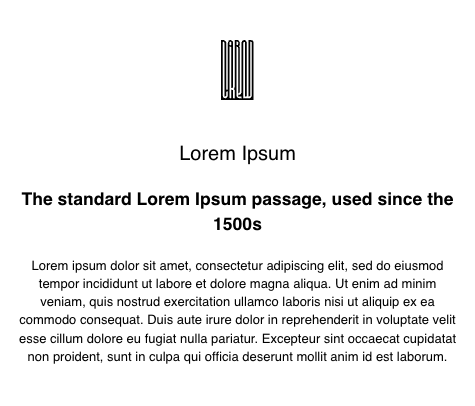 Lorem Ipsum
The standard Lorem Ipsum passage, used since the
1500s
Lorem ipsum dolor sit amet, consectetur adipiscing elit, sed do eiusmod
tempor incididunt ut labore et dolore magna aliqua. Ut enim ad minim
veniam, quis nostrud exercitation ullamco laboris nisi ut aliquip ex ea
commodo consequat. Duis aute irure dolor in reprehenderit in voluptate velit
esse cillum dolore eu fugiat nulla pariatur. Excepteur sint occaecat cupidatat
non proident, sunt in culpa qui officia deserunt mollit anim id est laborum.